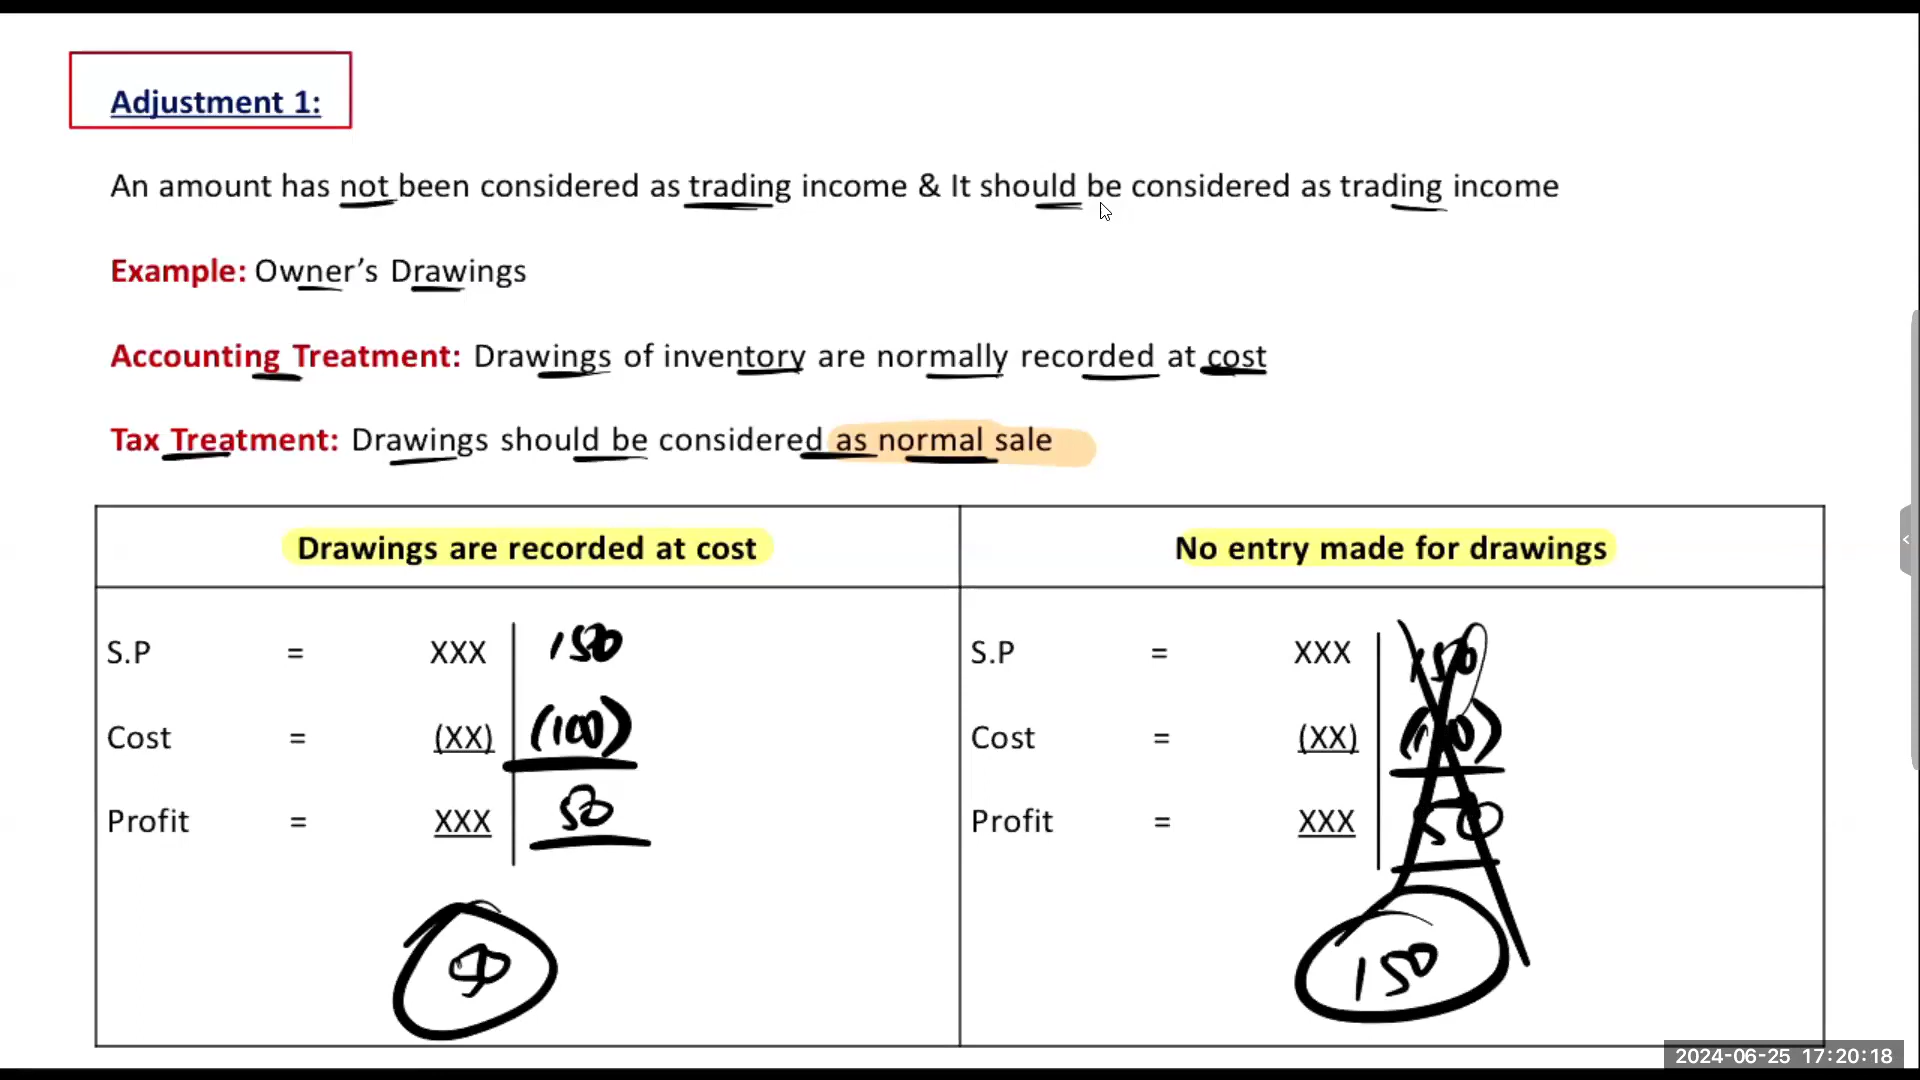 Adjustment 1:
An amount has not been considered as trading income & It should be considered as trading income
Example: Owner's Drawings
Accounting Treatment: Drawings of inventory are normally recorded at cost
Tax Treatment: Drawings should be considered as normal sale
Drawings are recorded at cost
No entry made for drawings
S.P = XXX 150
Cost = (XX) (100)
Profit = XXX 50
S.P = XXX 150
Cost = (XX)
Profit = XXX 50
150
2024-06-25 17:20:18